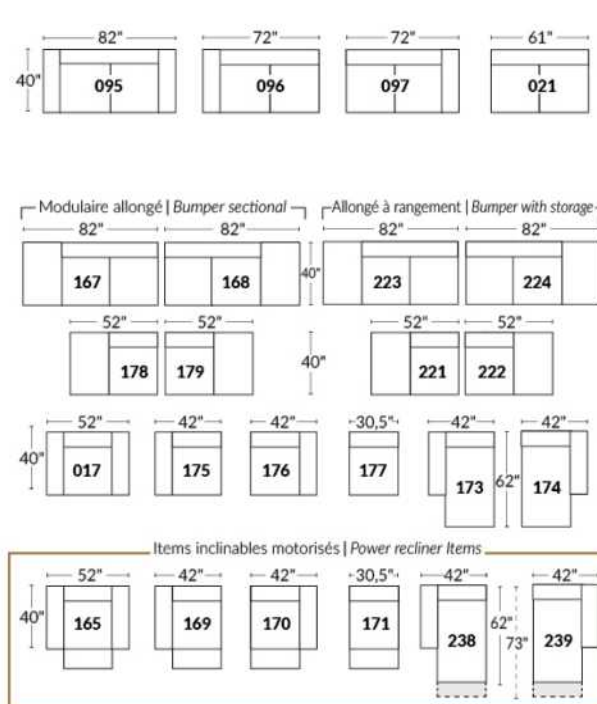 82" 72" 72" 61"
40" 095 096 097 021
Modulaire allongé | Bumper sectional Allongé à rangement | Bumper with storage
82" 82" 82" 82"
167 168 40" 223 224
52" 52" 52" 52"
178 179 40" 221 222
52" 42" 42" 30,5" 42" 42"
40" 017 175 176 177 173 62" 174
Items inclinables motorisés | Power recliner Items
52" 42" 42" 30,5" 42" 42"
40" 165 169 170 171 238 62" 73" 239